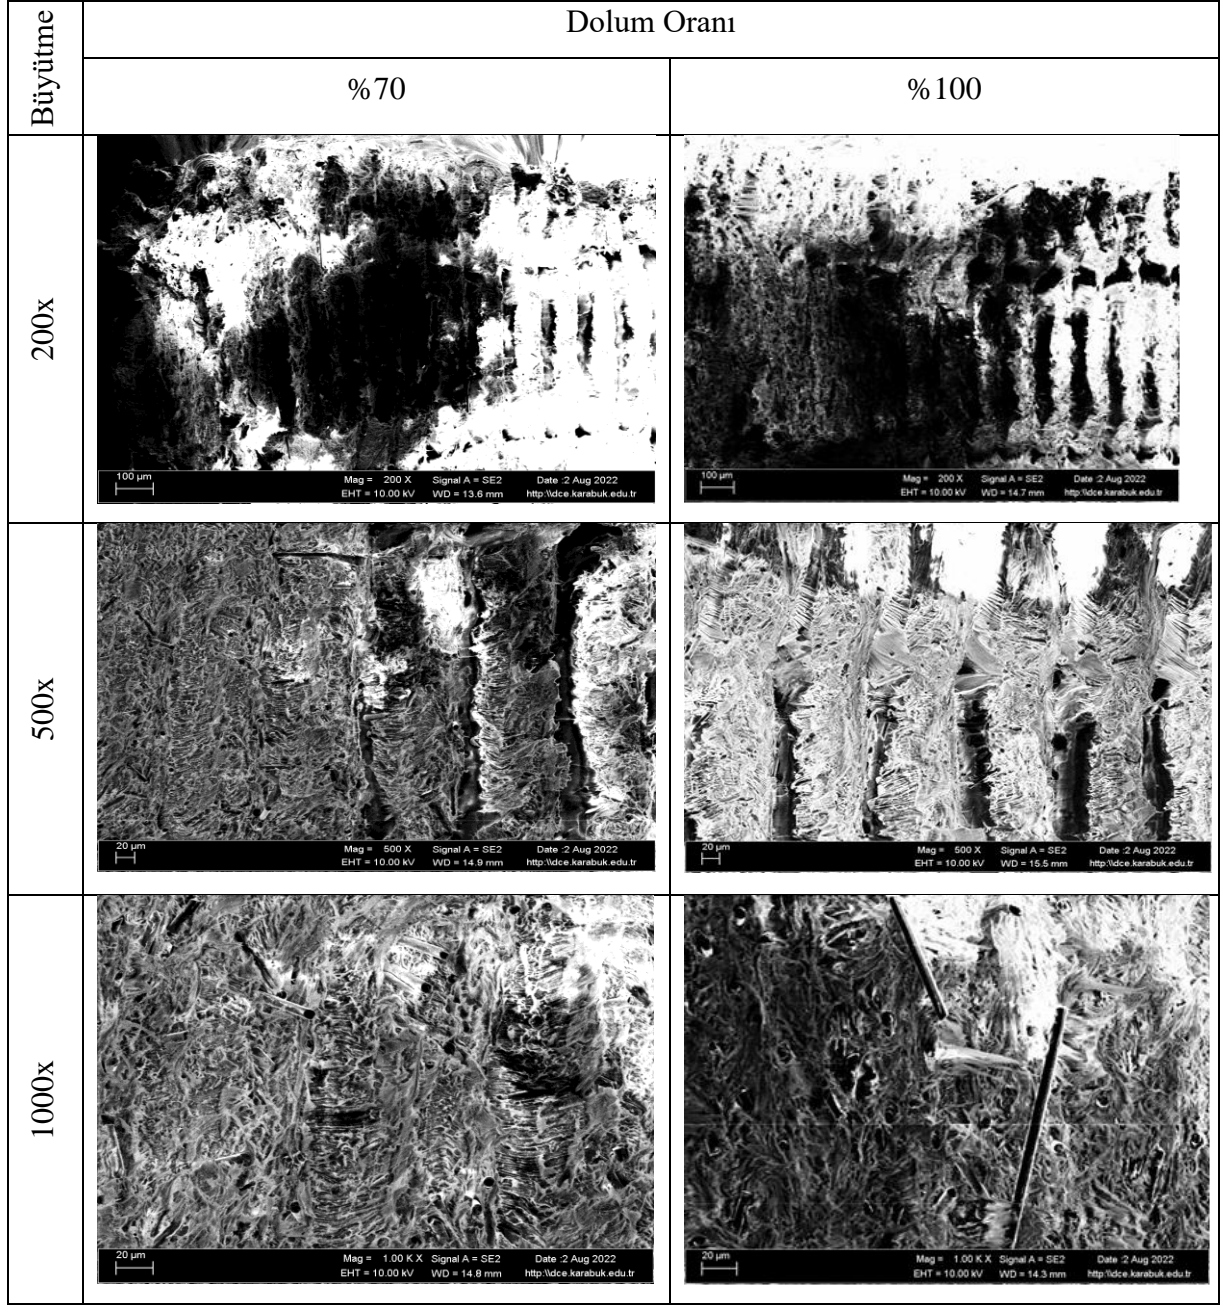 Büyütme
Dolum Oranı
%70
%100
200x
100 µm
Mag = 200 X Signal A = SE2 Date :2 Aug 2022
EHT = 10.00 kV WD = 13.6 mm http:\\dce.karabuk.edu.tr
100 µm
Mag = 200 X Signal A = SE2 Date :2 Aug 2022
EHT = 10.00 kV WD = 14.7 mm http:\\dce.karabuk.edu.tr
500x
20 µm
Mag = 500 X Signal A = SE2 Date :2 Aug 2022
EHT = 10.00 kV WD = 14.9 mm http:\\dce.karabuk.edu.tr
20 µm
Mag = 500 X Signal A = SE2 Date :2 Aug 2022
EHT = 10.00 kV WD = 15.5 mm http:\\dce.karabuk.edu.tr
1000x
20 µm
Mag = 1.00 K X Signal A = SE2 Date :2 Aug 2022
EHT = 10.00 kV WD = 14.8 mm http:\\dce.karabuk.edu.tr
20 µm
Mag = 1.00 K X Signal A = SE2 Date :2 Aug 2022
EHT = 10.00 kV WD = 14.3 mm http:\\dce.karabuk.edu.tr